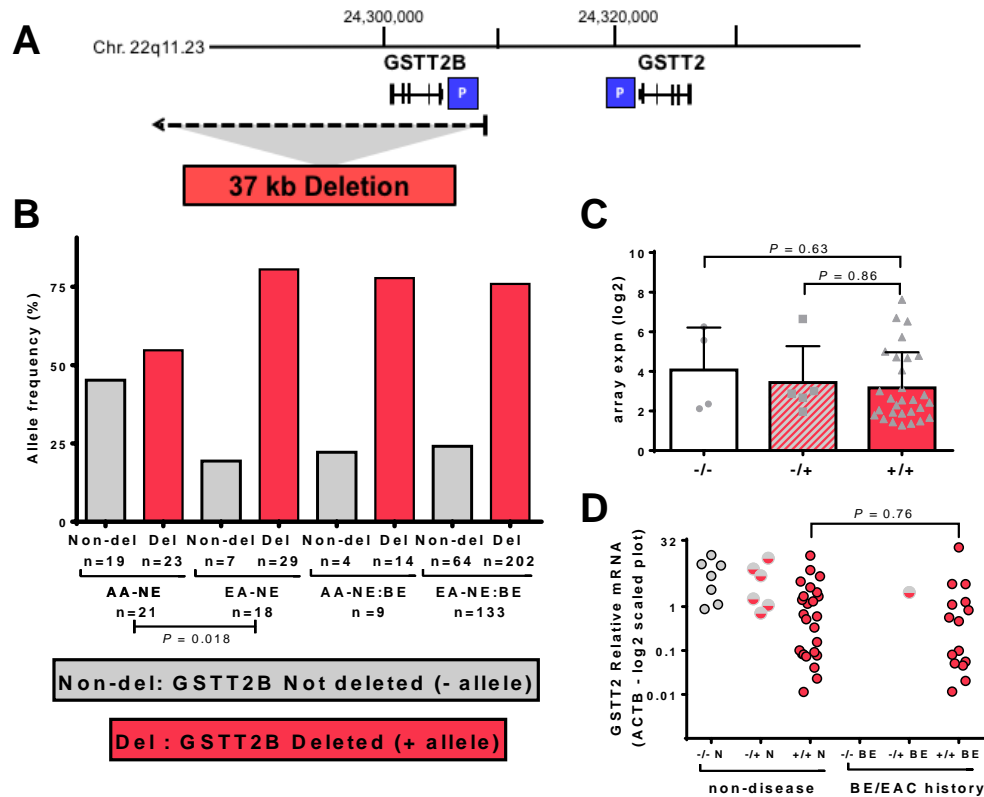 A
24,300,000 24,320,000
Chr. 22q11.23
GSTT2B GSTT2
P P
37 kb Deletion
B
Allele frequency (%)
75
50
25
0
Non-del Del Non-del Del Non-del Del Non-del Del
n=19 n=23 n=7 n=29 n=4 n=14 n=64 n=202
AA-NE EA-NE AA-NE:BE EA-NE:BE
n=21 n=18 n=9 n=133
P = 0.018
Non-del: GSTT2B Not deleted (- allele)
Del : GSTT2B Deleted (+ allele)
C
array expn (log2)
10
8
6
4
2
0
P = 0.63
P = 0.86
-/- -/+ +/+
D
GSTT2 Relative mRNA
(ACTB - log2 scaled plot)
32
1
0.1
0.01
P = 0.76
-/- N -/+ N +/+ N -/- BE -/+ BE +/+ BE
non-disease BE/EAC history